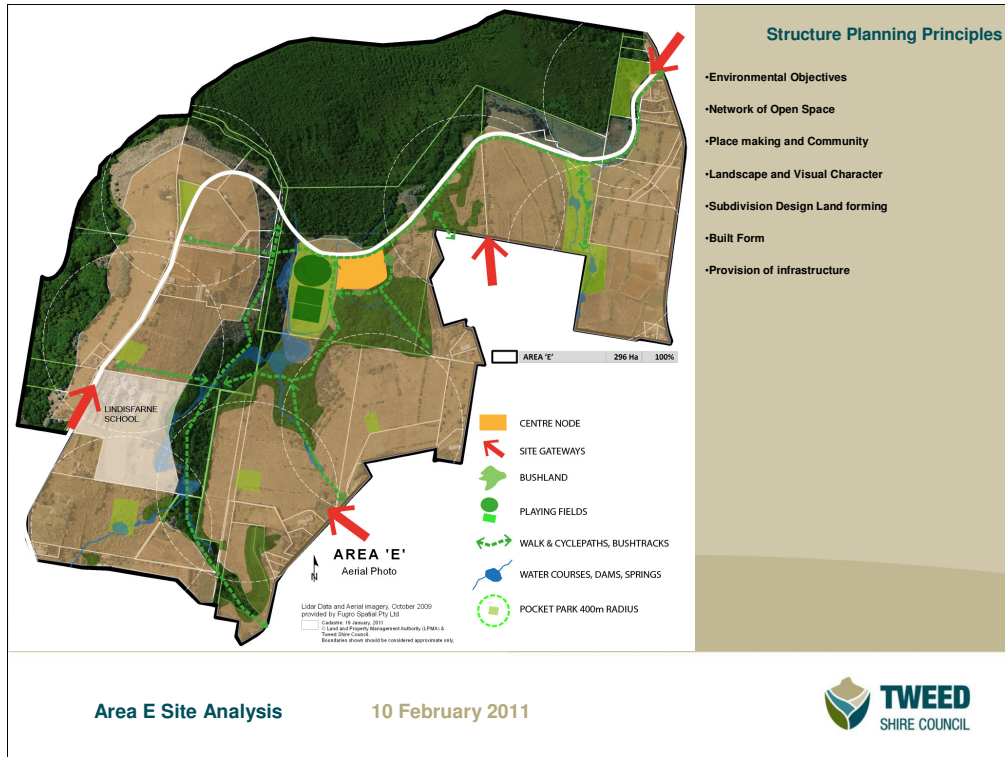 Structure Planning Principles
•Environmental Objectives
•Network of Open Space
•Place making and Community
•Landscape and Visual Character
•Subdivision Design Land forming
•Built Form
•Provision of infrastructure
LINDISFARNE
SCHOOL
AREA 'E' 296 Ha 100%
CENTRE NODE
SITE GATEWAYS
BUSHLAND
PLAYING FIELDS
WALK & CYCLEPATHS, BUSHTRACKS
WATER COURSES, DAMS, SPRINGS
POCKET PARK 400m RADIUS
AREA 'E'
Aerial Photo
N
Lidar Data and Aerial imagery, October 2009
provided by Fugro Spatial Pty Ltd
Cadastre: 19 January, 2011
© Land and Property Management Authority (LPMA) &
Tweed Shire Council.
Boundaries shown should be considered approximate only.
Area E Site Analysis
10 February 2011
TWEED
SHIRE COUNCIL